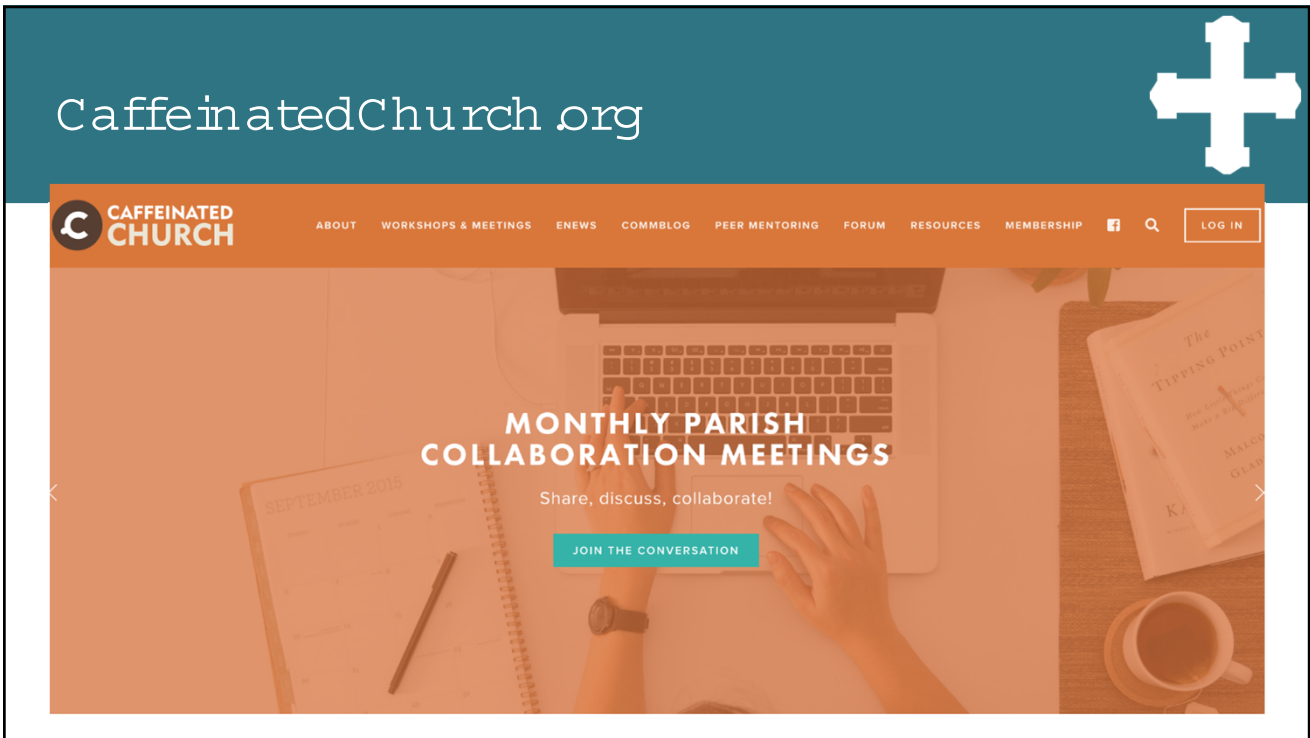 CaffeinatedChurch.org
CAFFEINATED
CHURCH
ABOUT WORKSHOPS & MEETINGS ENEWS COMMBLOG PEER MENTORING FORUM RESOURCES MEMBERSHIP LOG IN
MONTHLY PARISH
COLLABORATION MEETINGS
Share, discuss, collaborate!
JOIN THE CONVERSATION
SEPTEMBER 2015
The
TIPPING POINT